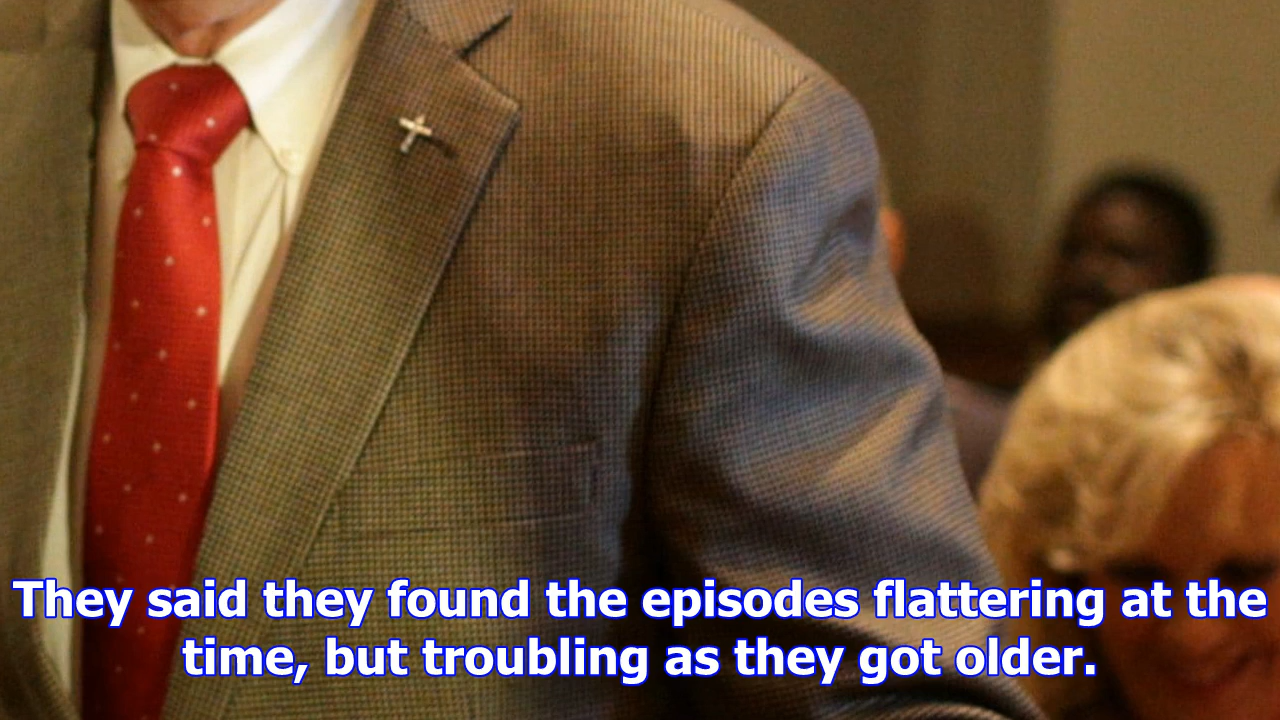 They said they found the episodes flattering at the
time, but troubling as they got older.